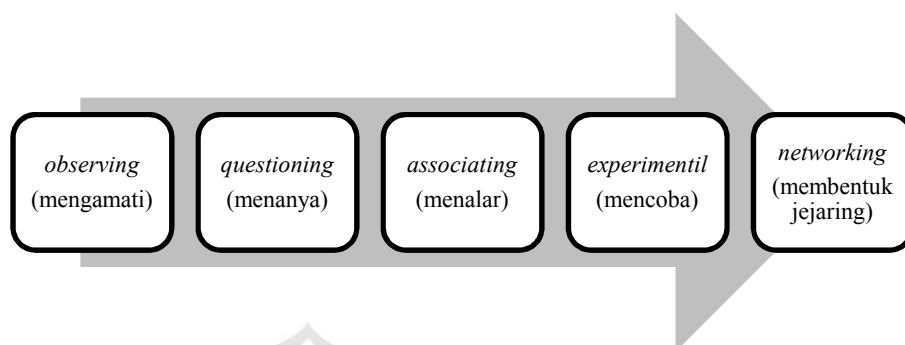 observing
(mengamati)
questioning
(menanya)
associating
(menalar)
experimentil
(mencoba)
networking
(membentuk
jejaring)